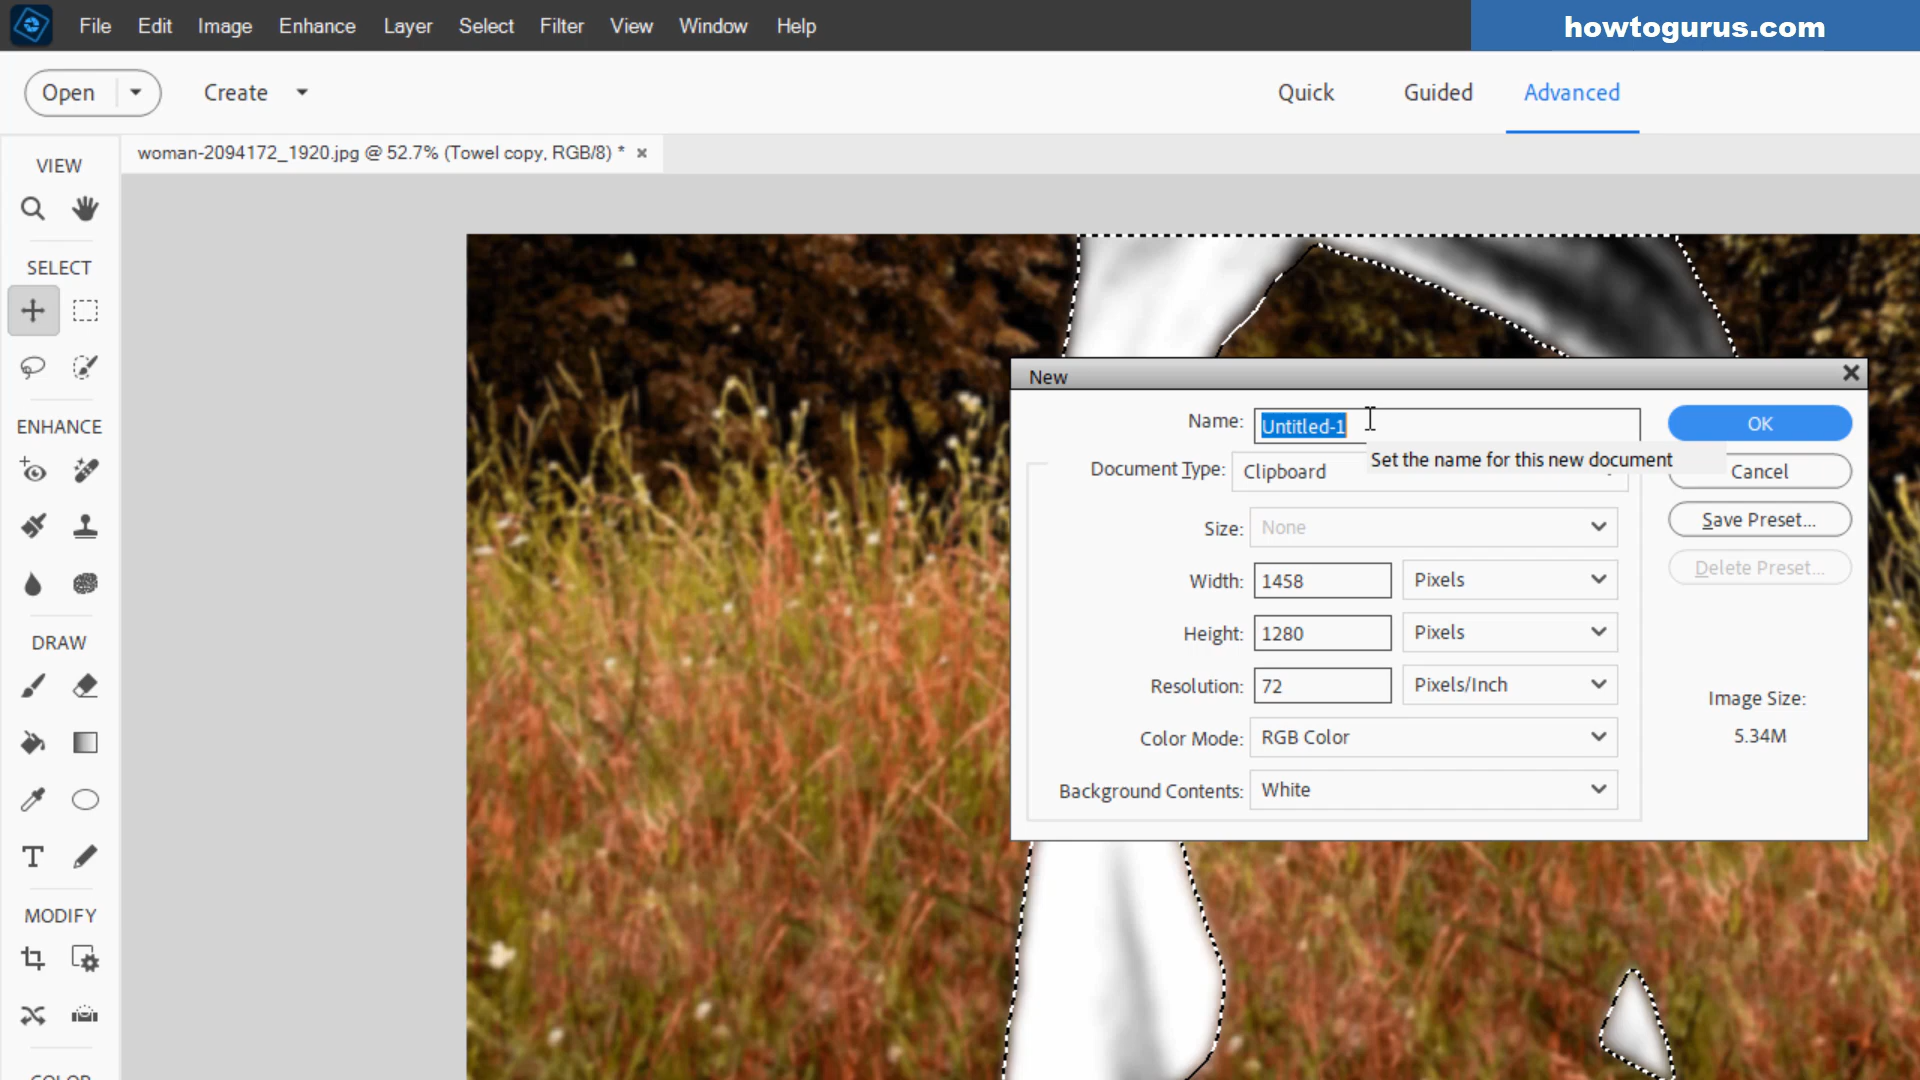 File Edit Image Enhance Layer Select Filter View Window Help
howtogurus.com
Open Create Quick Guided Advanced
woman-2094172_1920.jpg @ 52.7% (Towel copy, RGB/8) *
VIEW
SELECT
ENHANCE
DRAW
MODIFY
COLOR
New
Name: Untitled-1 OK
Set the name for this new document
Document Type: Clipboard Cancel
Size: None Save Preset...
Width: 1458 Pixels Delete Preset...
Height: 1280 Pixels
Resolution: 72 Pixels/Inch
Image Size:
5.34M
Color Mode: RGB Color
Background Contents: White